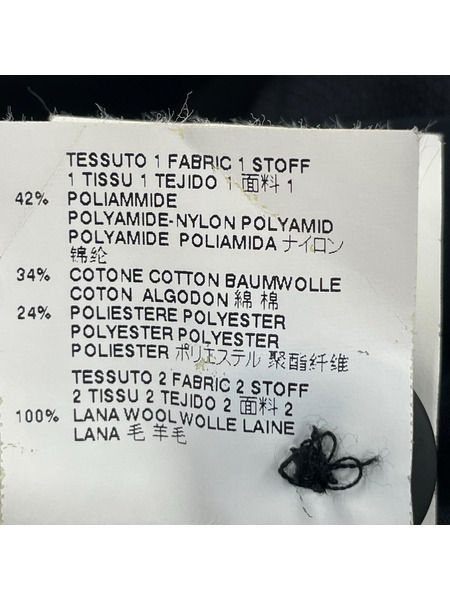 TESSUTO 1 FABRIC 1 STOFF
1 TISSU 1 TEJIDO 1 面料 1
42% POLIAMMIDE
POLYAMIDE-NYLON POLYAMID
POLYAMIDE POLIAMIDA ナイロン
锦纶
34% COTONE COTTON BAUMWOLLE
COTON ALGODON 綿 棉
24% POLIESTERE POLYESTER
POLYESTER POLYESTER
POLIESTER ポリエステル 聚酯纤维
TESSUTO 2 FABRIC 2 STOFF
2 TISSU 2 TEJIDO 2 面料 2
100% LANA WOOL WOLLE LAINE
LANA 毛 羊毛